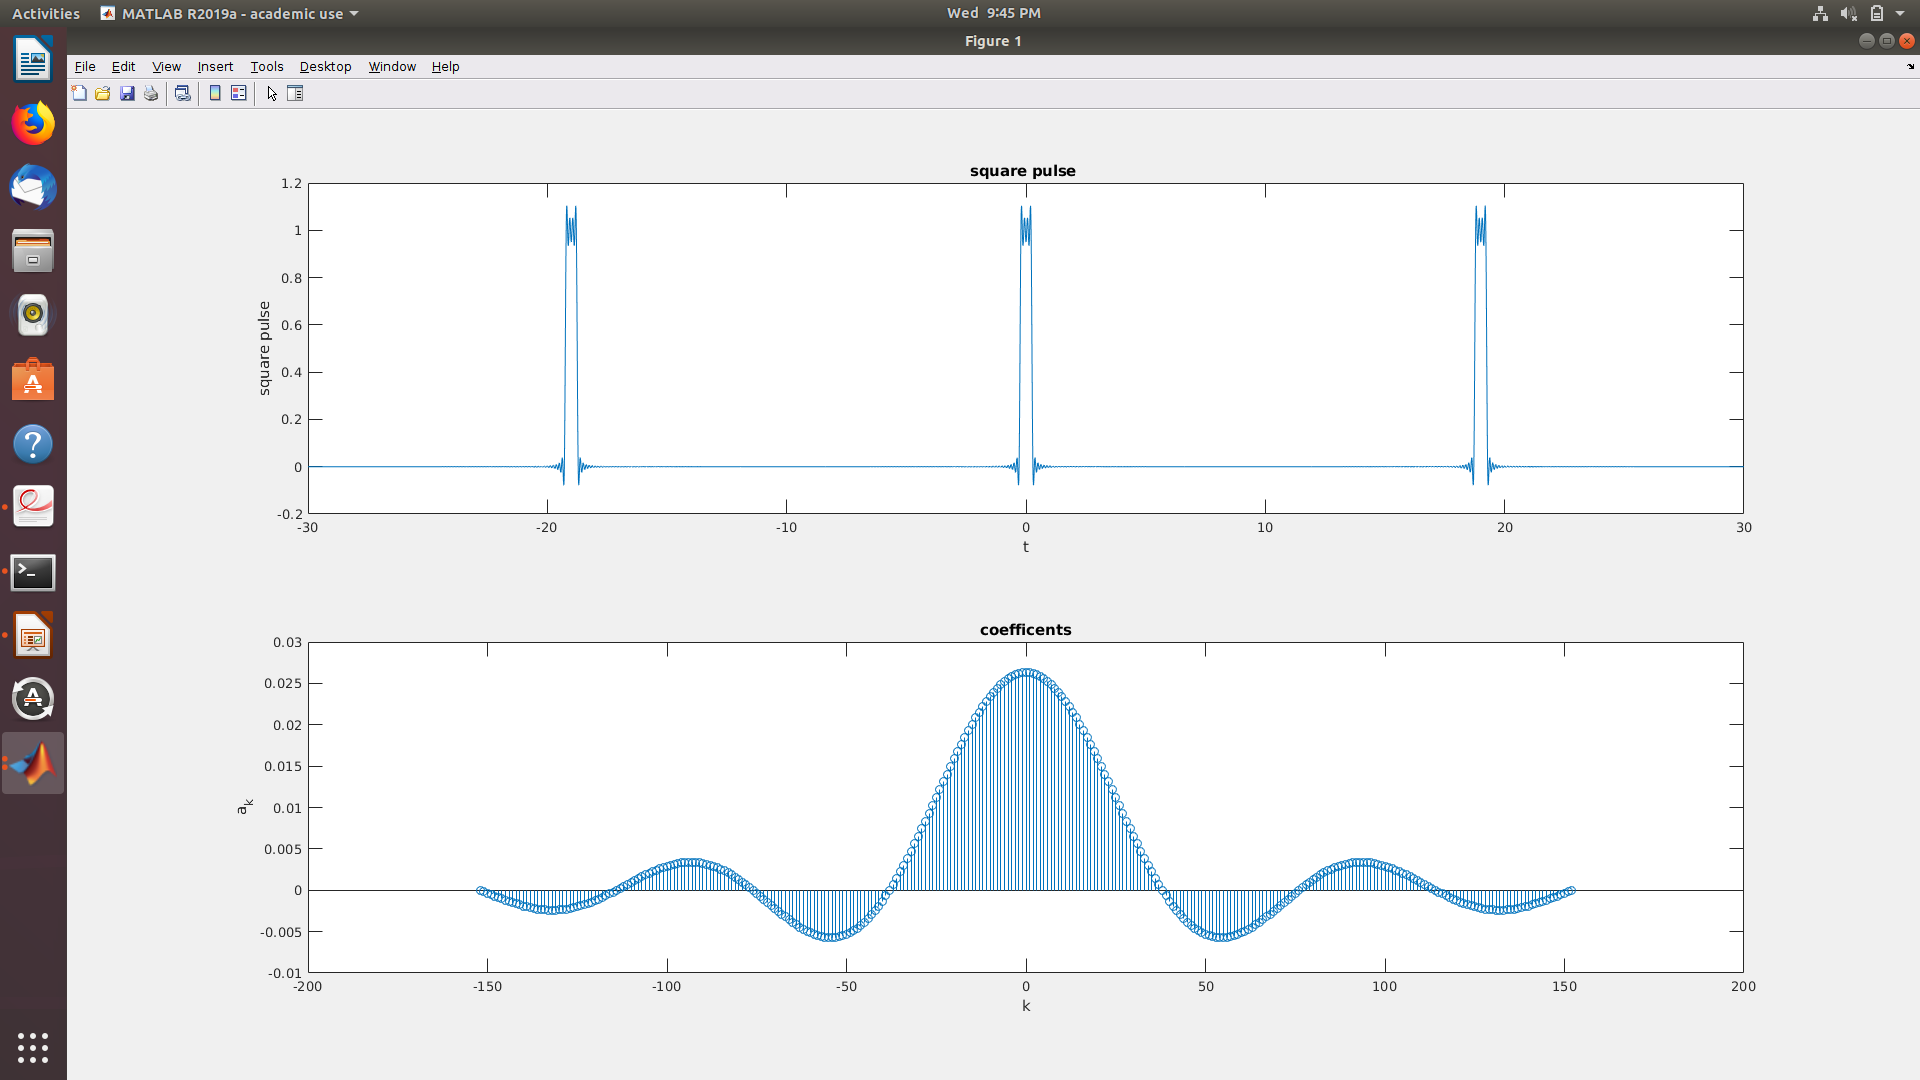 Activities MATLAB R2019a - academic use Wed 9:45 PM
Figure 1
File Edit View Insert Tools Desktop Window Help
square pulse
1.2
1
0.8
0.6
0.4
0.2
0
-0.2
square pulse
-30 -20 -10 0 10 20 30
t
coefficents
0.03
0.025
0.02
0.015
0.01
0.005
0
-0.005
-0.01
a_k
-200 -150 -100 -50 0 50 100 150 200
k